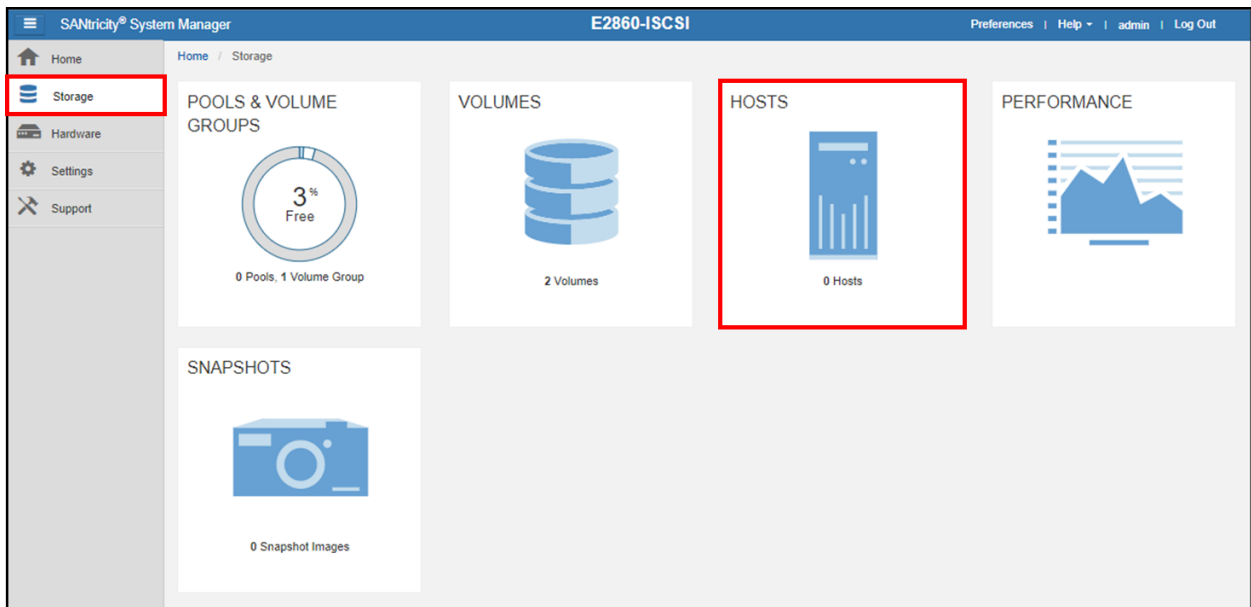 SANtricity® System Manager
E2860-ISCSI
Preferences | Help | admin | Log Out
Home
Storage
Hardware
Settings
Support
Home / Storage
POOLS & VOLUME
GROUPS
3%
Free
0 Pools, 1 Volume Group
VOLUMES
2 Volumes
HOSTS
0 Hosts
PERFORMANCE
SNAPSHOTS
0 Snapshot Images